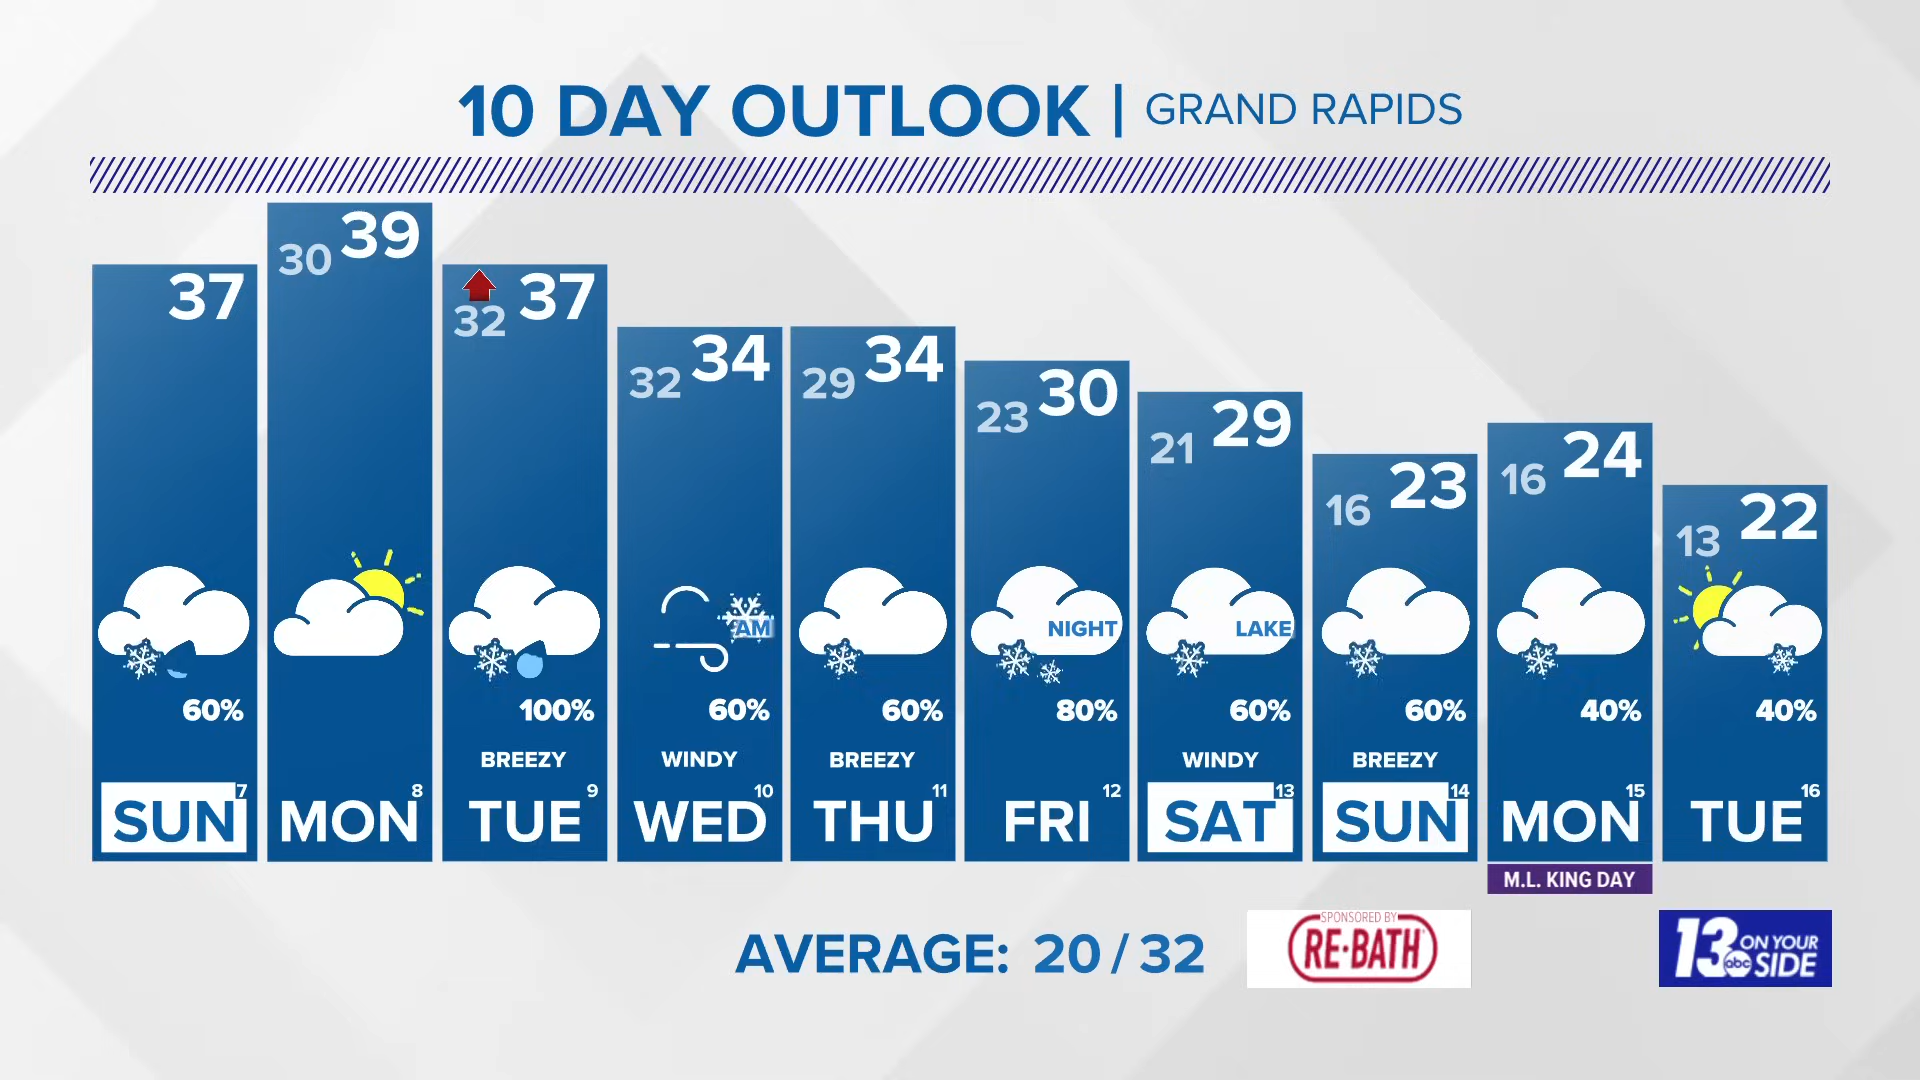 10 DAY OUTLOOK | GRAND RAPIDS
37
30 39
32 37
32 34
29 34
23 30
21 29
16 23
16 24
13 22
AM
NIGHT
LAKE
60%
100%
60%
60%
80%
60%
60%
40%
40%
BREEZY
WINDY
BREEZY
WINDY
BREEZY
SUN 7
MON 8
TUE 9
WED 10
THU 11
FRI 12
SAT 13
SUN 14
MON 15
TUE 16
M.L. KING DAY
AVERAGE: 20 / 32
SPONSORED BY
RE·BATH
13 ON YOUR
abc SIDE